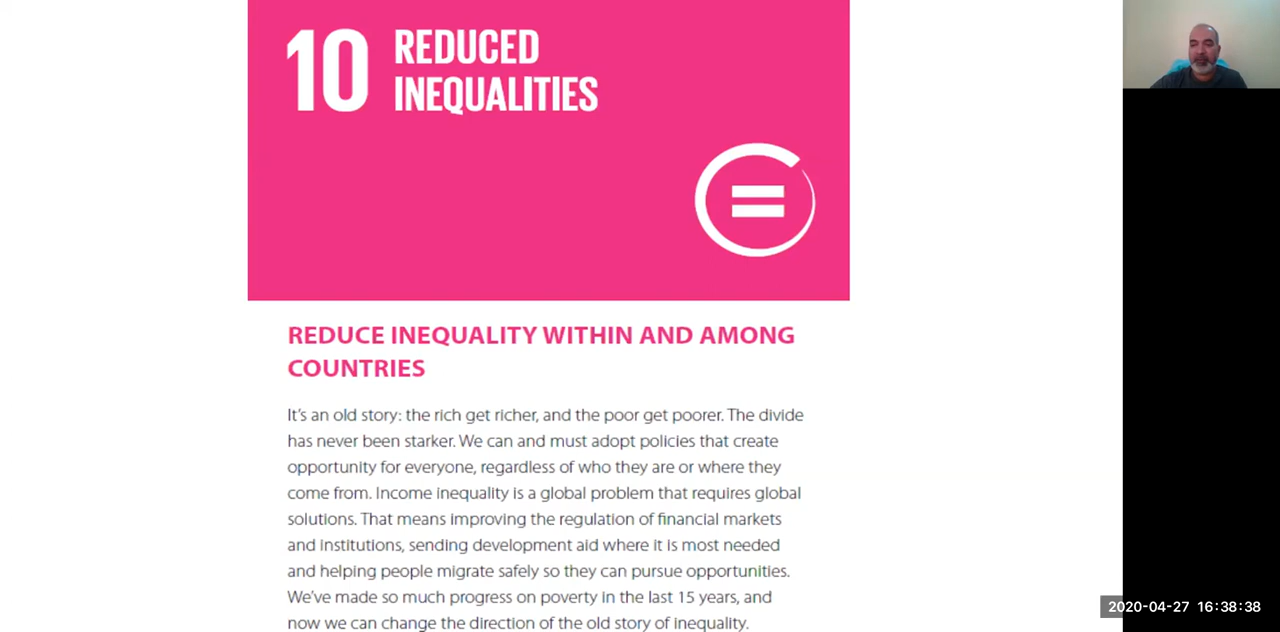 10 REDUCED
INEQUALITIES
REDUCE INEQUALITY WITHIN AND AMONG
COUNTRIES
It's an old story: the rich get richer, and the poor get poorer. The divide
has never been starker. We can and must adopt policies that create
opportunity for everyone, regardless of who they are or where they
come from. Income inequality is a global problem that requires global
solutions. That means improving the regulation of financial markets
and institutions, sending development aid where it is most needed
and helping people migrate safely so they can pursue opportunities.
We've made so much progress on poverty in the last 15 years, and
now we can change the direction of the old story of inequality.
2020-04-27 16:38:38